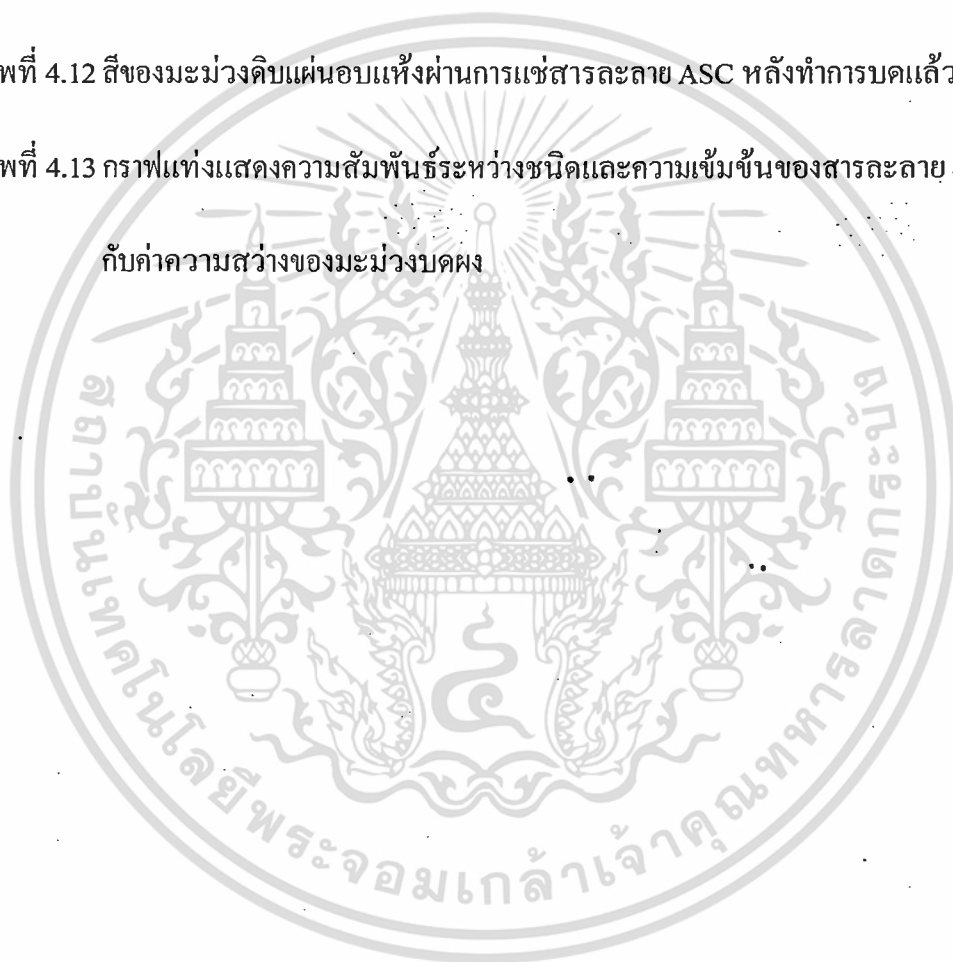 พที่ 4.12 สีของมะม่วงดิบแผ่นอบแห้งผ่านการแช่สารละลาย ASC หลังทำการบดแล้ว
พที่ 4.13 กราฟแท่งแสดงความสัมพันธ์ระหว่างชนิดและความเข้มข้นของสารละลาย
กับค่าความสว่างของมะม่วงบดผง
สถาบันเทคโนโลยีพระจอมเกล้าเจ้าคุณทหารลาดกระบัง